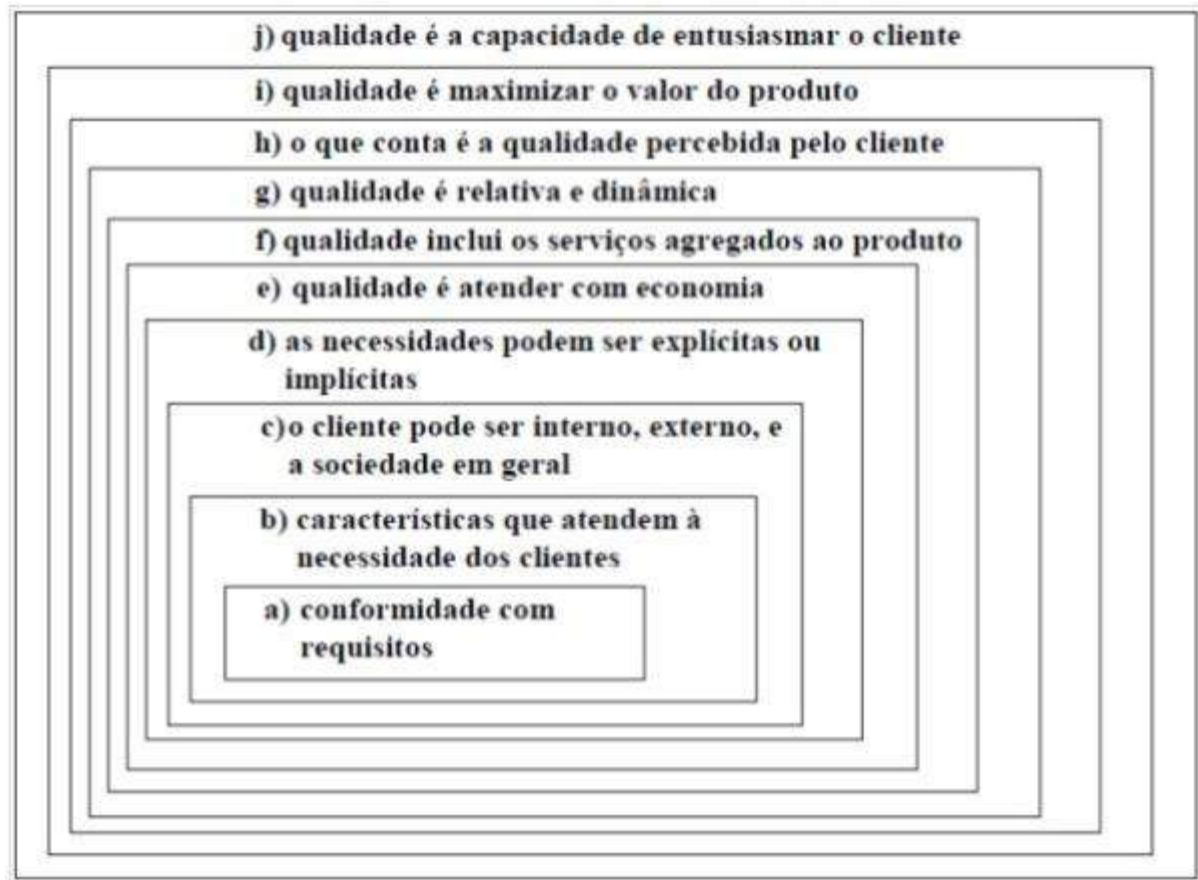 j) qualidade é a capacidade de entusiasmar o cliente
i) qualidade é maximizar o valor do produto
h) o que conta é a qualidade percebida pelo cliente
g) qualidade é relativa e dinâmica
f) qualidade inclui os serviços agregados ao produto
e) qualidade é atender com economia
d) as necessidades podem ser explícitas ou
implícitas
c) o cliente pode ser interno, externo, e
a sociedade em geral
b) características que atendem à
necessidade dos clientes
a) conformidade com
requisitos